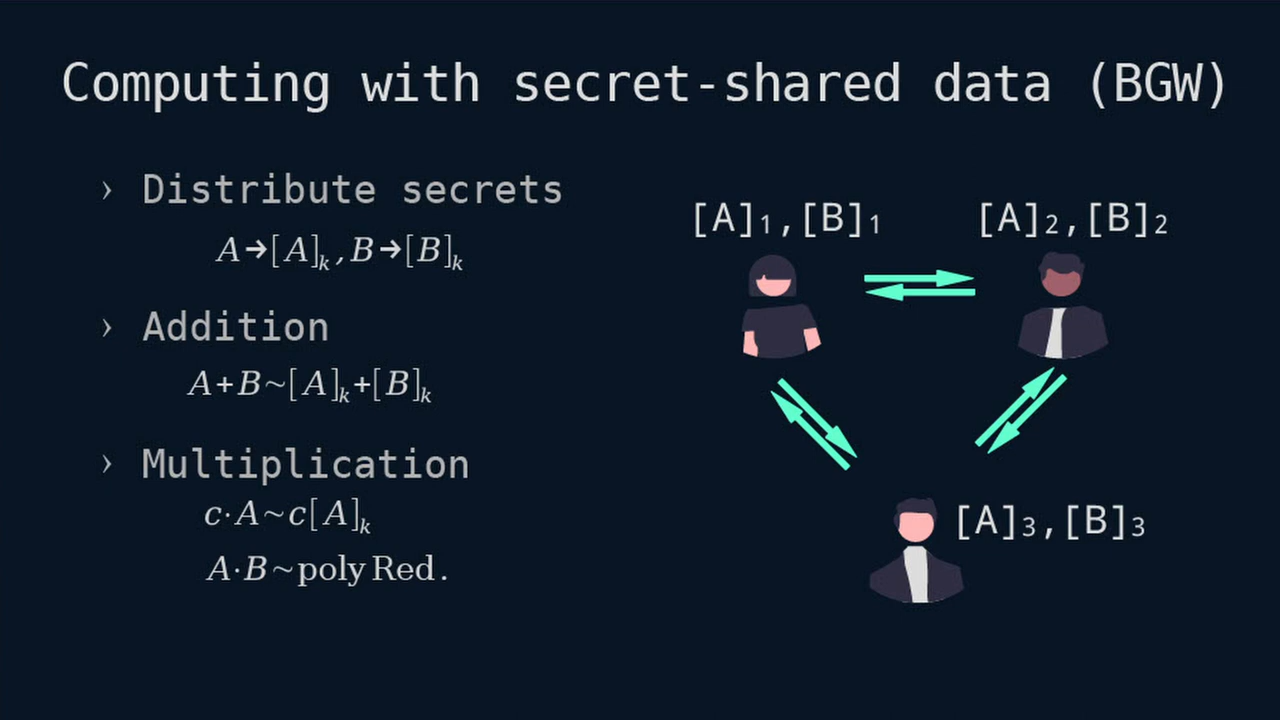 Computing with secret-shared data (BGW)
› Distribute secrets
A→[A]ₖ,B→[B]ₖ
› Addition
A+B~[A]ₖ+[B]ₖ
› Multiplication
c·A~c[A]ₖ
A·B~poly Red.
[A]₁,[B]₁
[A]₂,[B]₂
[A]₃,[B]₃